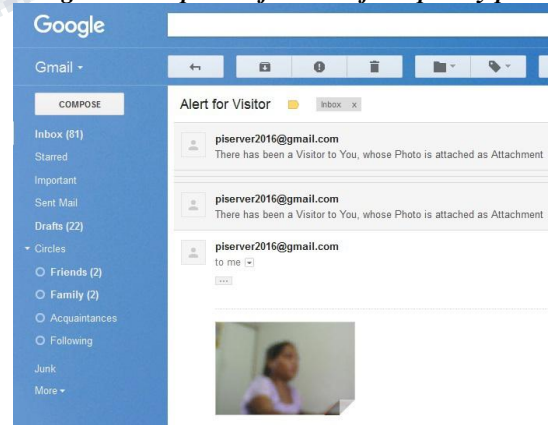 Google
Gmail
COMPOSE
Inbox (81)
Starred
Important
Sent Mail
Drafts (22)
Circles
Friends (2)
Family (2)
Acquaintances
Following
Junk
More
Alert for Visitor
Inbox x
piserver2016@gmail.com
There has been a Visitor to You, whose Photo is attached as Attachment
piserver2016@gmail.com
There has been a Visitor to You, whose Photo is attached as Attachment
piserver2016@gmail.com
to me
...